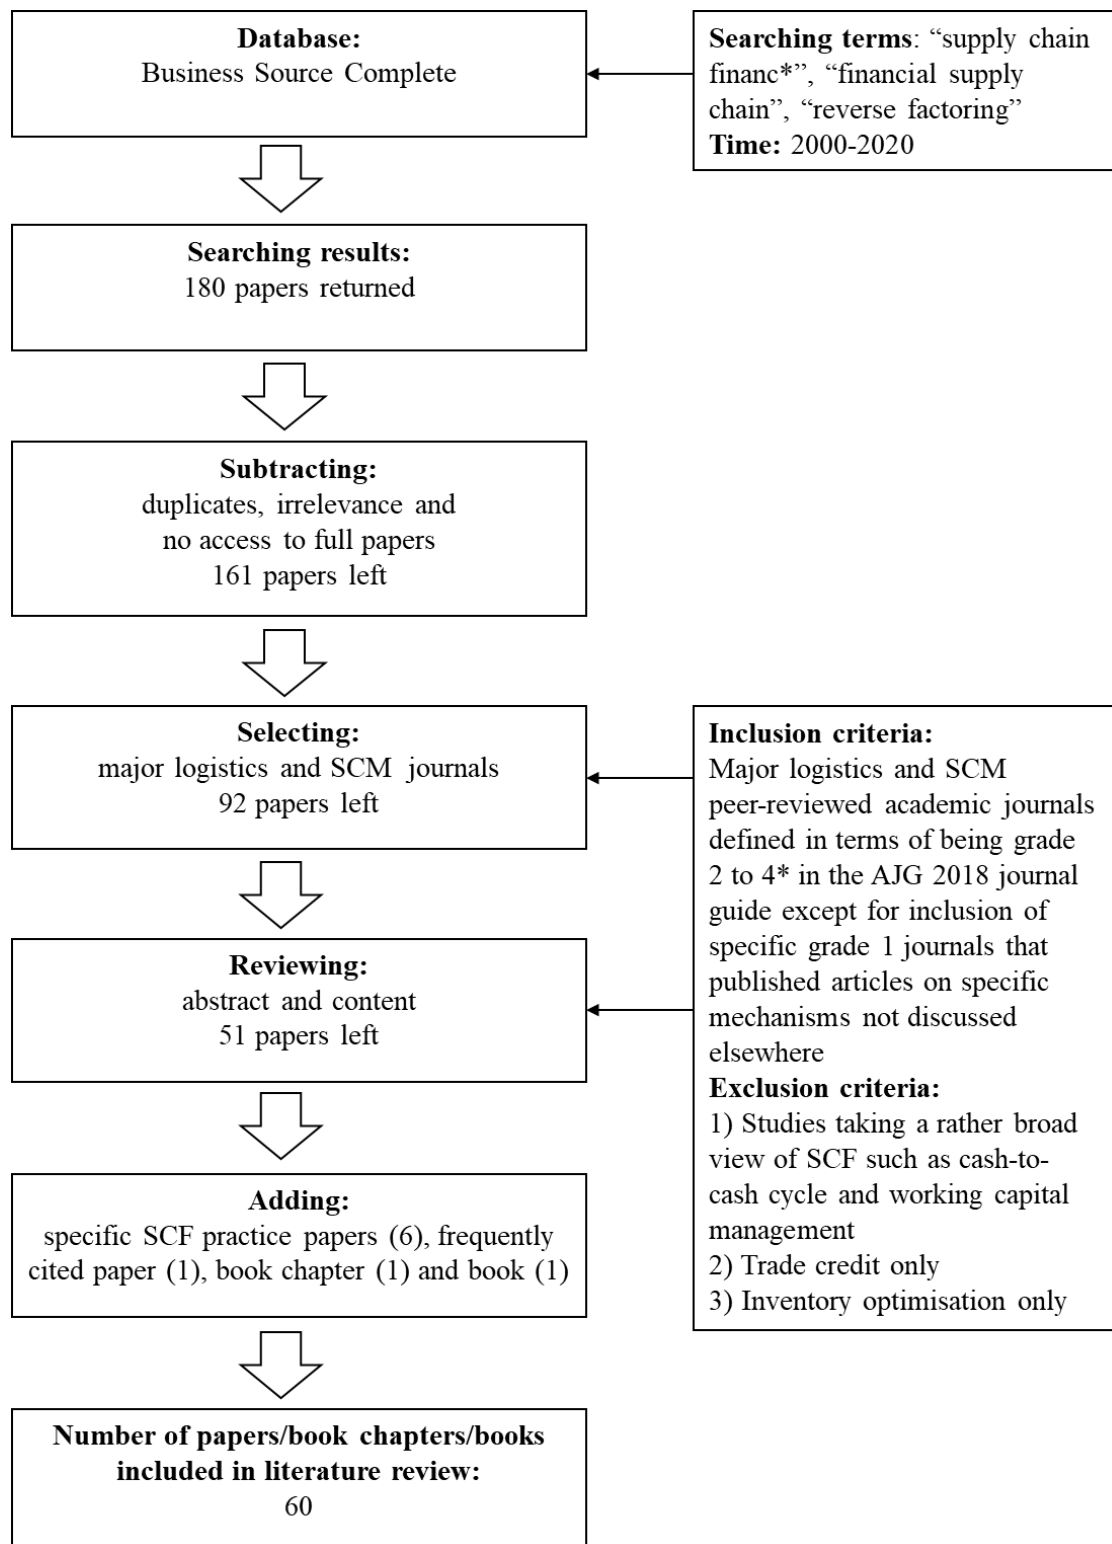 Database:
Business Source Complete
Searching terms: “supply chain
financ*”, “financial supply
chain”, “reverse factoring”
Time: 2000-2020
Searching results:
180 papers returned
Subtracting:
duplicates, irrelevance and
no access to full papers
161 papers left
Selecting:
major logistics and SCM journals
92 papers left
Reviewing:
abstract and content
51 papers left
Inclusion criteria:
Major logistics and SCM
peer-reviewed academic journals
defined in terms of being grade
2 to 4* in the AJG 2018 journal
guide except for inclusion of
specific grade 1 journals that
published articles on specific
mechanisms not discussed
elsewhere
Exclusion criteria:
1) Studies taking a rather broad
view of SCF such as cash-to-
cash cycle and working capital
management
2) Trade credit only
3) Inventory optimisation only
Adding:
specific SCF practice papers (6), frequently
cited paper (1), book chapter (1) and book (1)
Number of papers/book chapters/books
included in literature review:
60